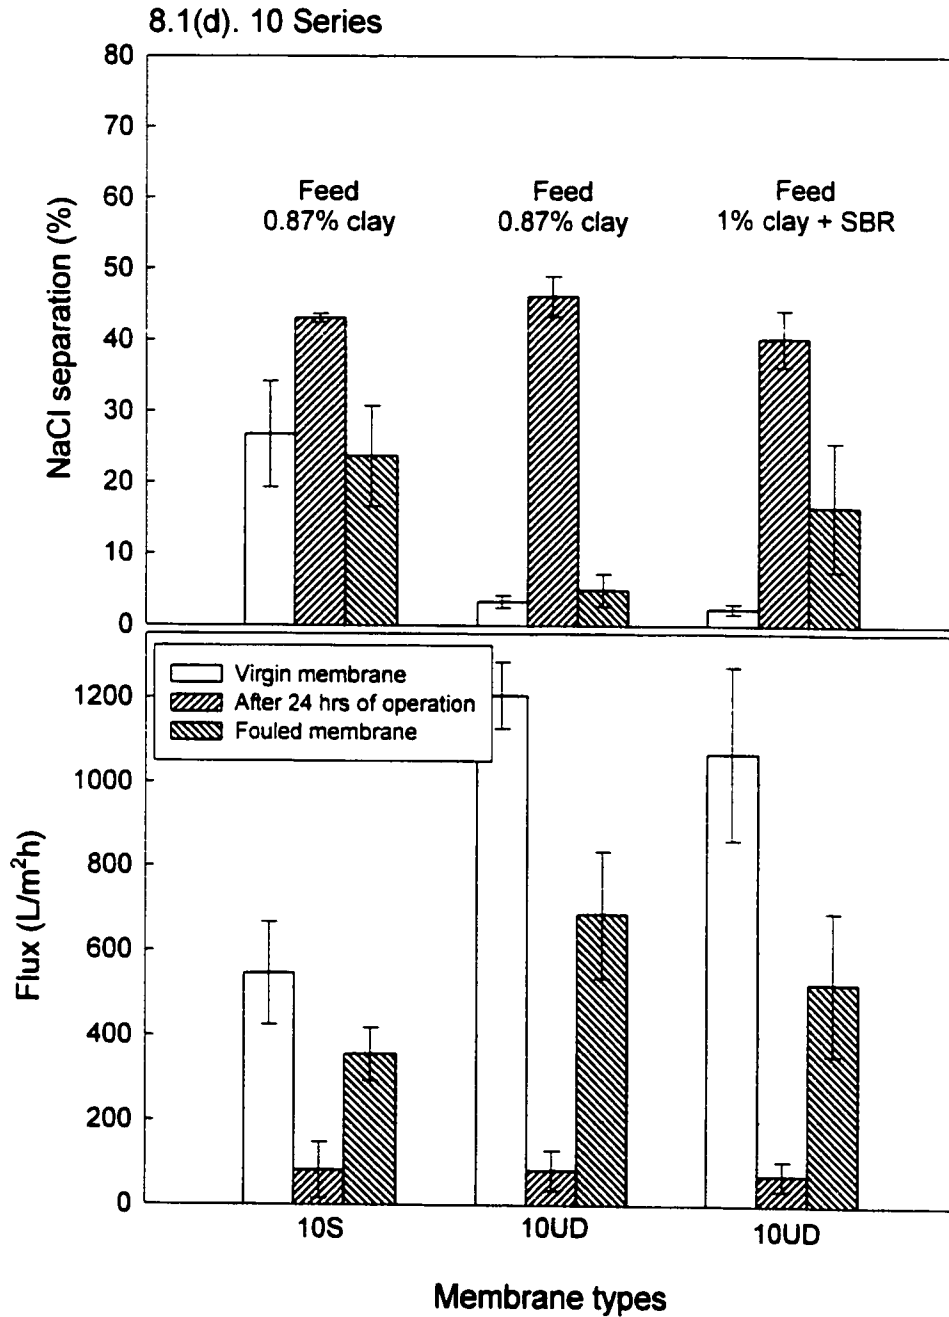 8.1(d). 10 Series
80
70
60
50
40
30
20
10
0
NaCl separation (%)
Feed
0.87% clay
Feed
0.87% clay
Feed
1% clay + SBR
Virgin membrane
After 24 hrs of operation
Fouled membrane
1200
1000
800
600
400
200
0
Flux (L/m²h)
10S
10UD
10UD
Membrane types